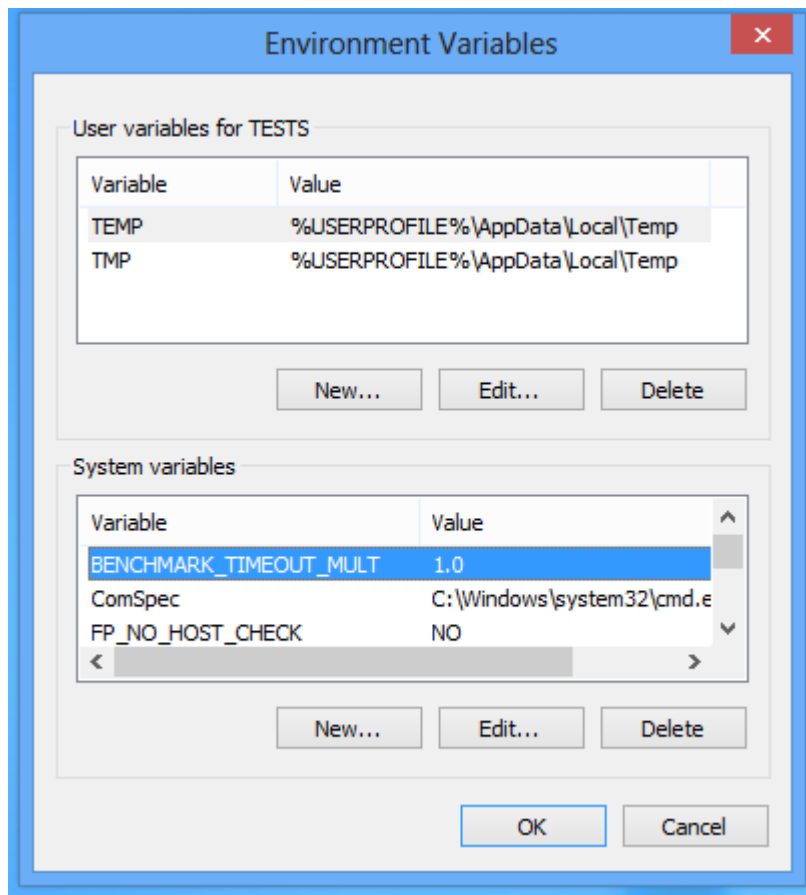 Environment Variables
User variables for TESTS
Variable Value
TEMP %USERPROFILE%\AppData\Local\Temp
TMP %USERPROFILE%\AppData\Local\Temp
New... Edit... Delete
System variables
Variable Value
BENCHMARK_TIMEOUT_MULT 1.0
ComSpec C:\Windows\system32\cmd.e
FP_NO_HOST_CHECK NO
New... Edit... Delete
OK Cancel